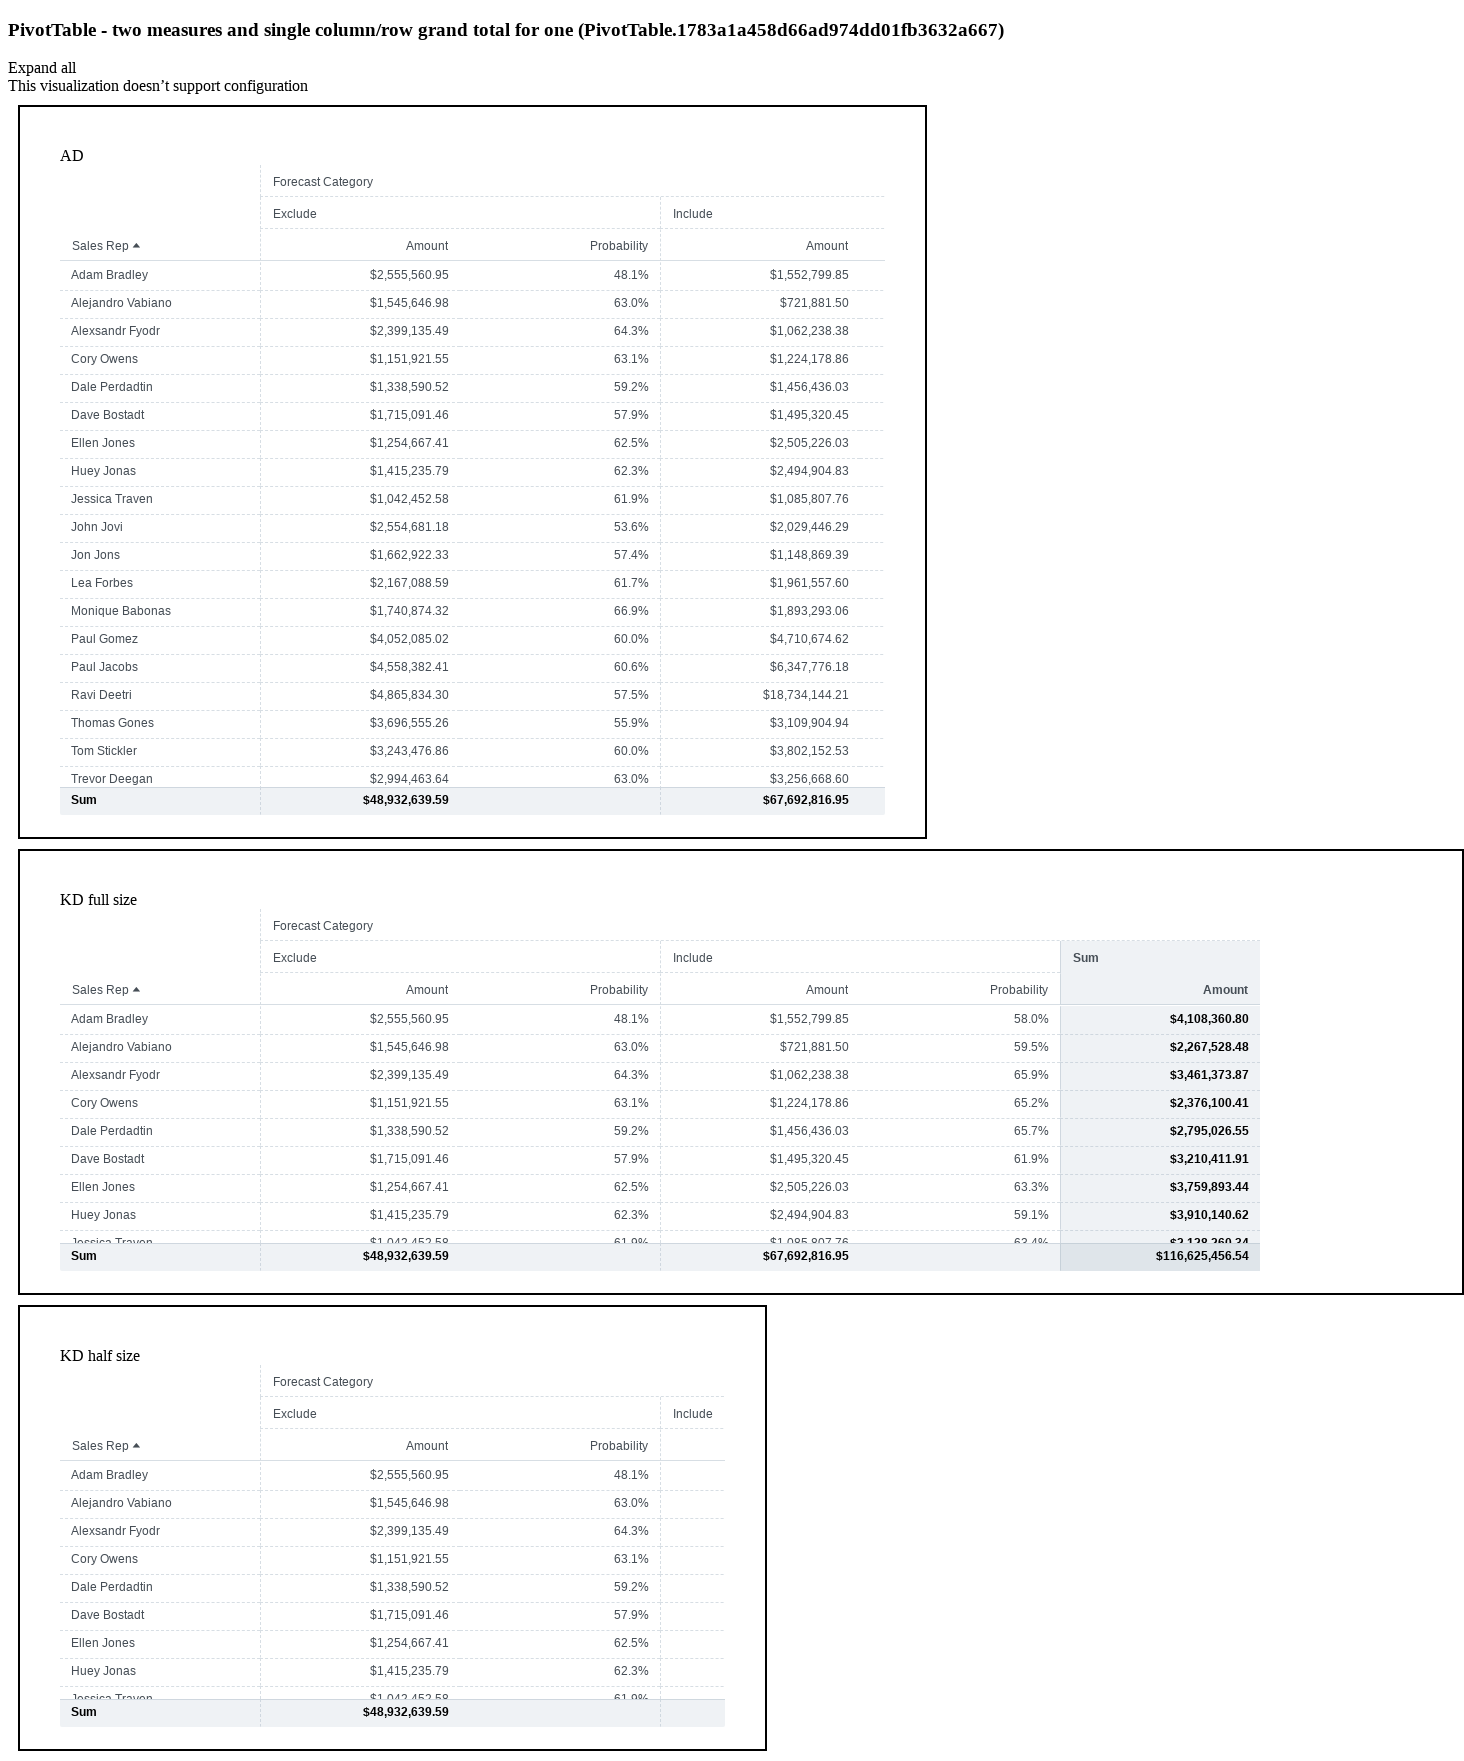 PivotTable - two measures and single column/row grand total for one (PivotTable.1783a1a458d66ad974dd01fb3632a667)
Expand all
This visualization doesn’t support configuration
AD
Forecast Category
Exclude Include
Sales Rep Amount Probability Amount
Adam Bradley $2,555,560.95 48.1% $1,552,799.85
Alejandro Vabiano $1,545,646.98 63.0% $721,881.50
Alexsandr Fyodr $2,399,135.49 64.3% $1,062,238.38
Cory Owens $1,151,921.55 63.1% $1,224,178.86
Dale Perdadtin $1,338,590.52 59.2% $1,456,436.03
Dave Bostadt $1,715,091.46 57.9% $1,495,320.45
Ellen Jones $1,254,667.41 62.5% $2,505,226.03
Huey Jonas $1,415,235.79 62.3% $2,494,904.83
Jessica Traven $1,042,452.58 61.9% $1,085,807.76
John Jovi $2,554,681.18 53.6% $2,029,446.29
Jon Jons $1,662,922.33 57.4% $1,148,869.39
Lea Forbes $2,167,088.59 61.7% $1,961,557.60
Monique Babonas $1,740,874.32 66.9% $1,893,293.06
Paul Gomez $4,052,085.02 60.0% $4,710,674.62
Paul Jacobs $4,558,382.41 60.6% $6,347,776.18
Ravi Deetri $4,865,834.30 57.5% $18,734,144.21
Thomas Gones $3,696,555.26 55.9% $3,109,904.94
Tom Stickler $3,243,476.86 60.0% $3,802,152.53
Trevor Deegan $2,994,463.64 63.0% $3,256,668.60
Sum $48,932,639.59 $67,692,816.95
KD full size
Forecast Category
Exclude Include Sum
Sales Rep Amount Probability Amount Probability Amount
Adam Bradley $2,555,560.95 48.1% $1,552,799.85 58.0% $4,108,360.80
Alejandro Vabiano $1,545,646.98 63.0% $721,881.50 59.5% $2,267,528.48
Alexsandr Fyodr $2,399,135.49 64.3% $1,062,238.38 65.9% $3,461,373.87
Cory Owens $1,151,921.55 63.1% $1,224,178.86 65.2% $2,376,100.41
Dale Perdadtin $1,338,590.52 59.2% $1,456,436.03 65.7% $2,795,026.55
Dave Bostadt $1,715,091.46 57.9% $1,495,320.45 61.9% $3,210,411.91
Ellen Jones $1,254,667.41 62.5% $2,505,226.03 63.3% $3,759,893.44
Huey Jonas $1,415,235.79 62.3% $2,494,904.83 59.1% $3,910,140.62
Jessica Traven $1,042,452.58 61.9% $1,085,807.76 63.4% $2,128,260.34
Sum $48,932,639.59 $67,692,816.95 $116,625,456.54
KD half size
Forecast Category
Exclude Include
Sales Rep Amount Probability
Adam Bradley $2,555,560.95 48.1%
Alejandro Vabiano $1,545,646.98 63.0%
Alexsandr Fyodr $2,399,135.49 64.3%
Cory Owens $1,151,921.55 63.1%
Dale Perdadtin $1,338,590.52 59.2%
Dave Bostadt $1,715,091.46 57.9%
Ellen Jones $1,254,667.41 62.5%
Huey Jonas $1,415,235.79 62.3%
Jessica Traven $1,042,452.58 61.9%
Sum $48,932,639.59